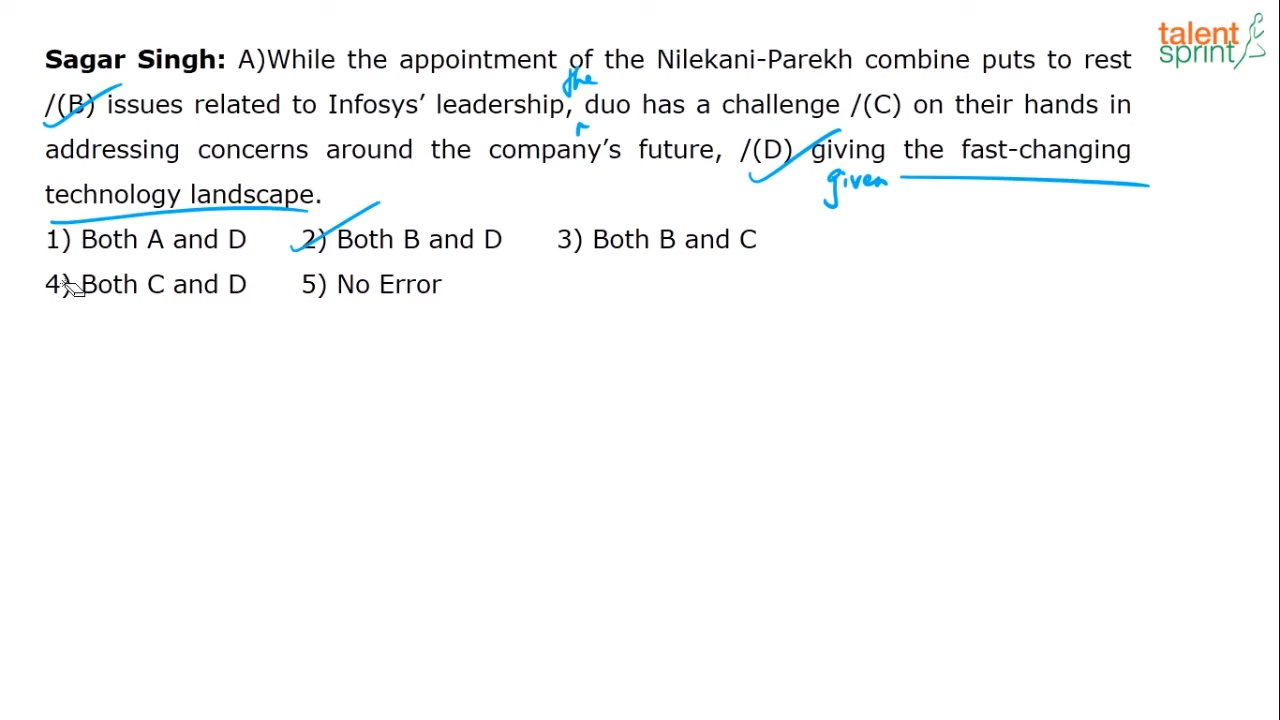 talent
sprint
Sagar Singh: A)While the appointment of the Nilekani-Parekh combine puts to rest
the
/(B) issues related to Infosys’ leadership, duo has a challenge /(C) on their hands in
addressing concerns around the company’s future, /(D) giving the fast-changing
given
technology landscape.
1) Both A and D 2) Both B and D 3) Both B and C
4) Both C and D 5) No Error